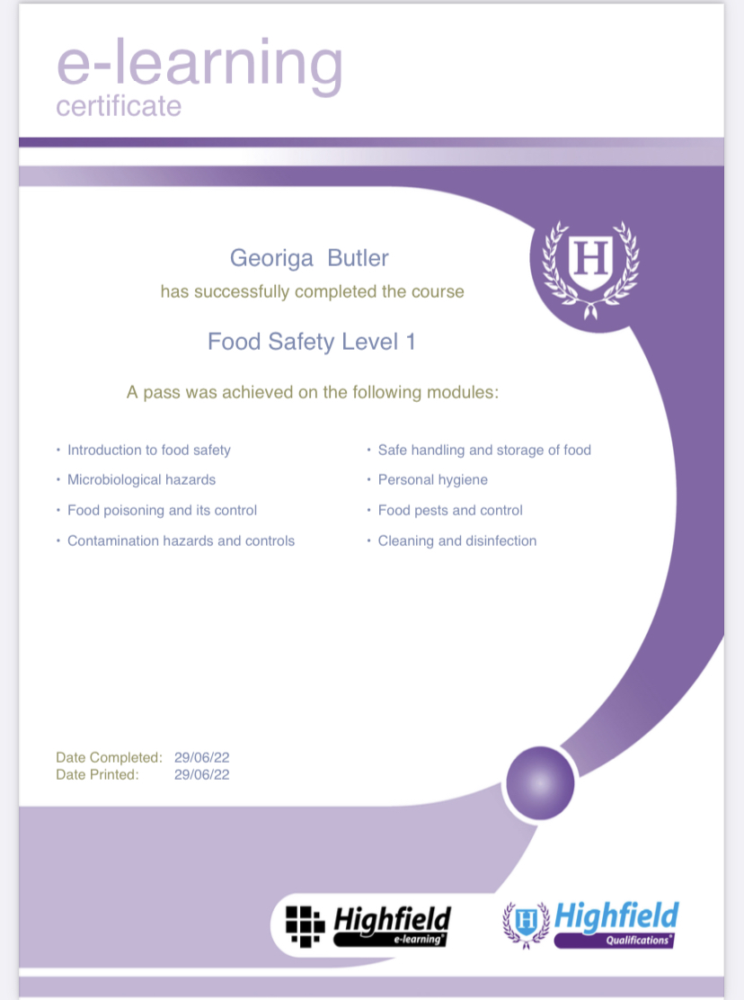 e-learning
certificate
H
Georiga Butler
has successfully completed the course
Food Safety Level 1
A pass was achieved on the following modules:
• Introduction to food safety
• Microbiological hazards
• Food poisoning and its control
• Contamination hazards and controls
• Safe handling and storage of food
• Personal hygiene
• Food pests and control
• Cleaning and disinfection
Date Completed: 29/06/22
Date Printed: 29/06/22
Highfield
e-learning®
H
Highfield
Qualifications®